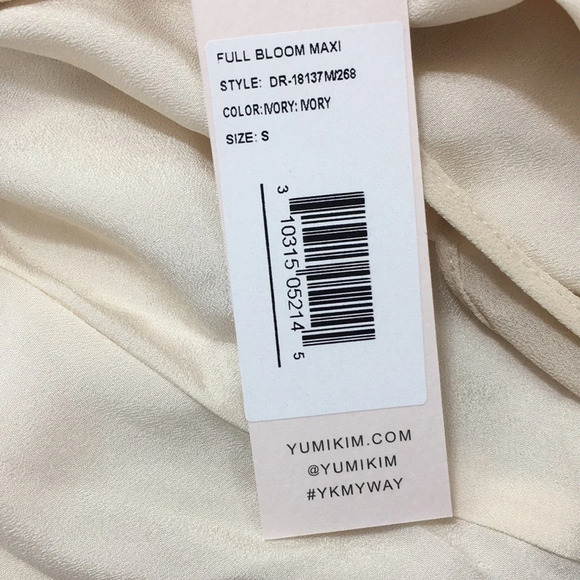 FULL BLOOM MAXI
STYLE: DR-18137M/268
COLOR:IVORY: IVORY
SIZE: S
3 10315 05214 5
YUMIKIM.COM
@YUMIKIM
#YKMYWAY